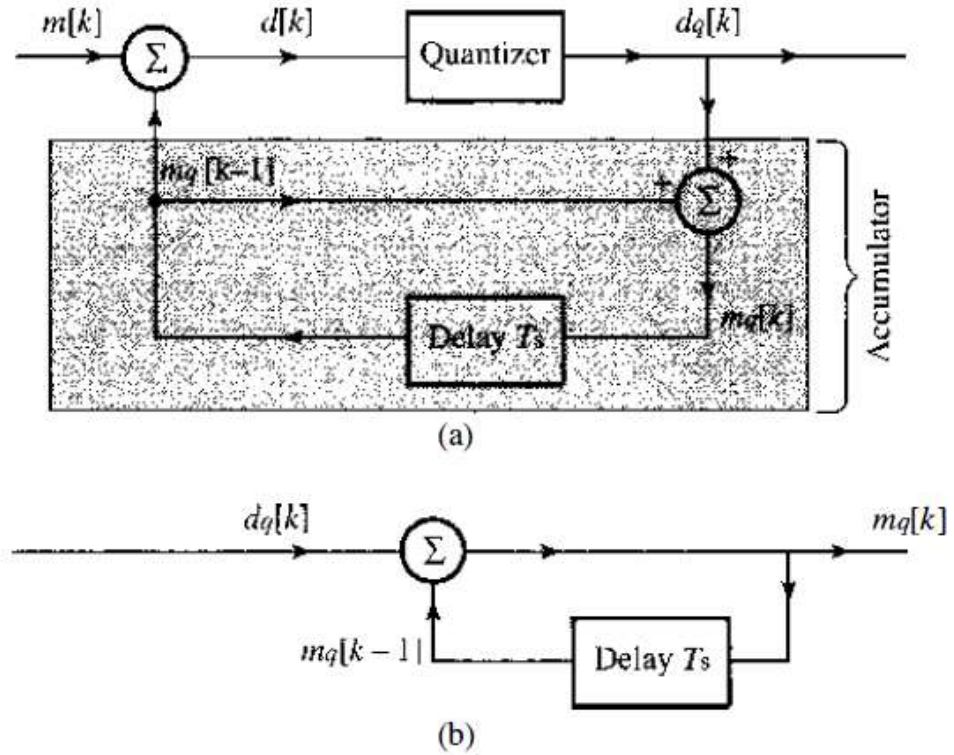 m[k]
Σ
d[k]
Quantizer
dq[k]
mq [k–1]
+
+
Σ
Delay Ts
mq[k]
Accumulator
(a)
dq[k]
Σ
mq[k]
mq[k – 1]
Delay Ts
(b)